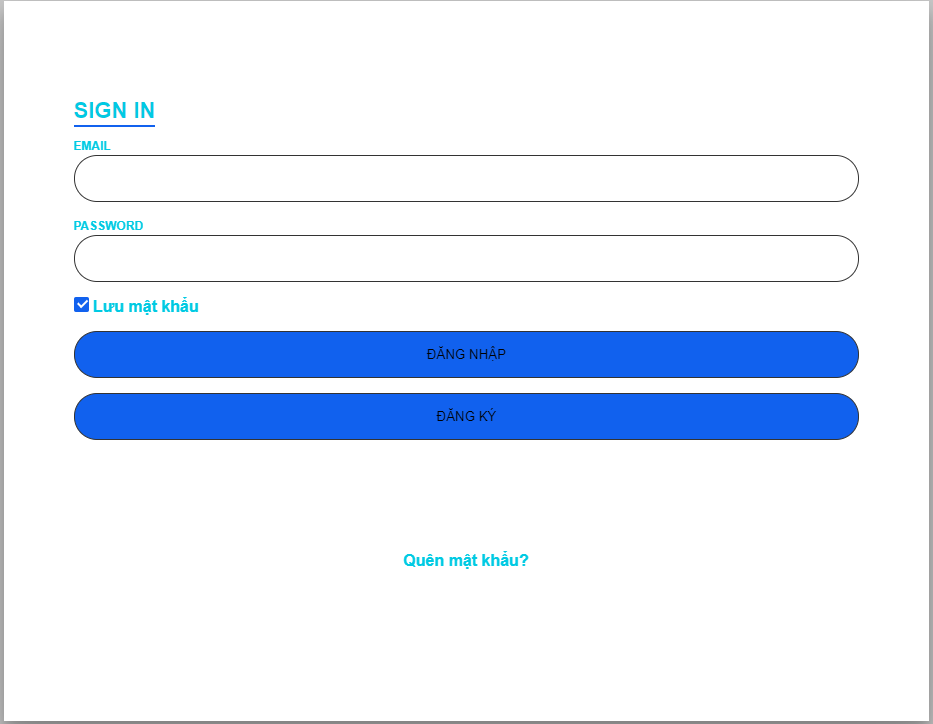 SIGN IN
EMAIL
PASSWORD
Lưu mật khẩu
ĐĂNG NHẬP
ĐĂNG KÝ
Quên mật khẩu?